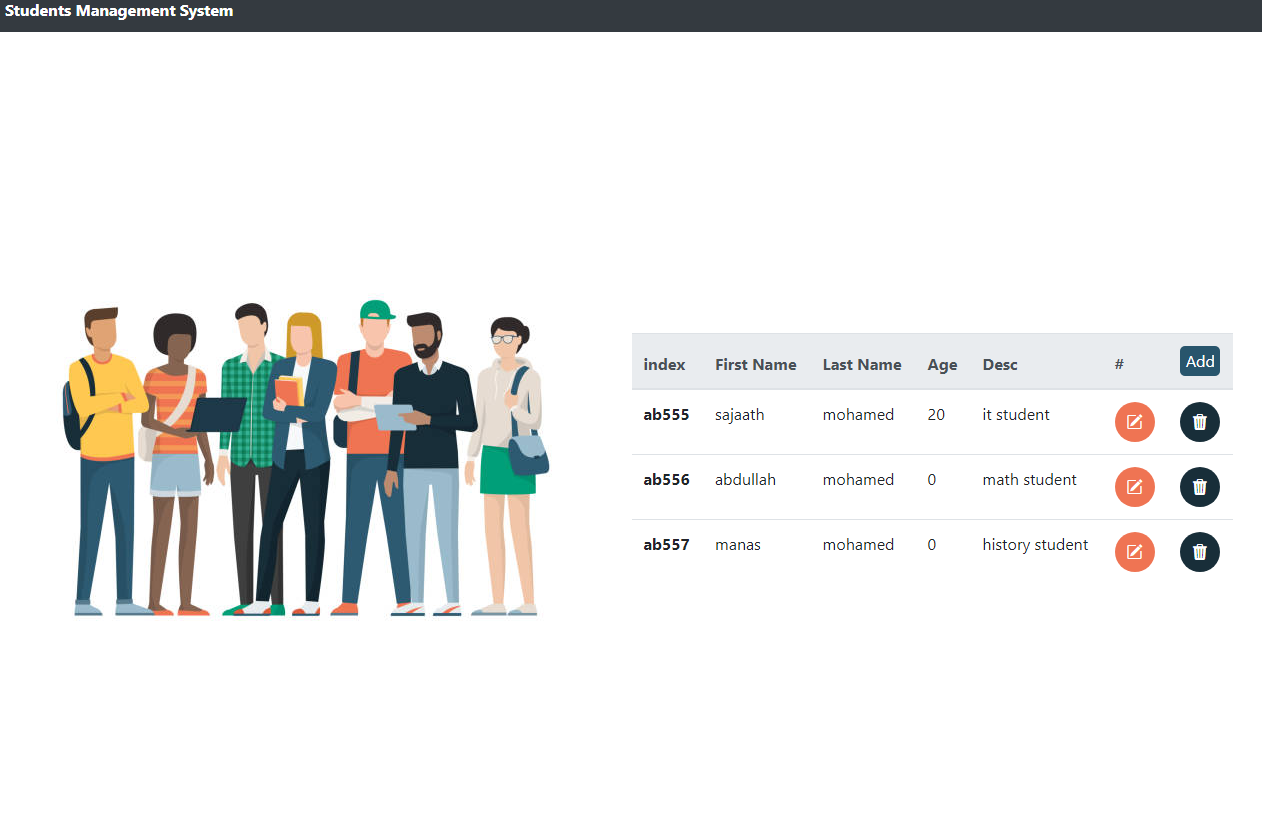 Students Management System
index First Name Last Name Age Desc # Add
ab555 sajaath mohamed 20 it student
ab556 abdullah mohamed 0 math student
ab557 manas mohamed 0 history student